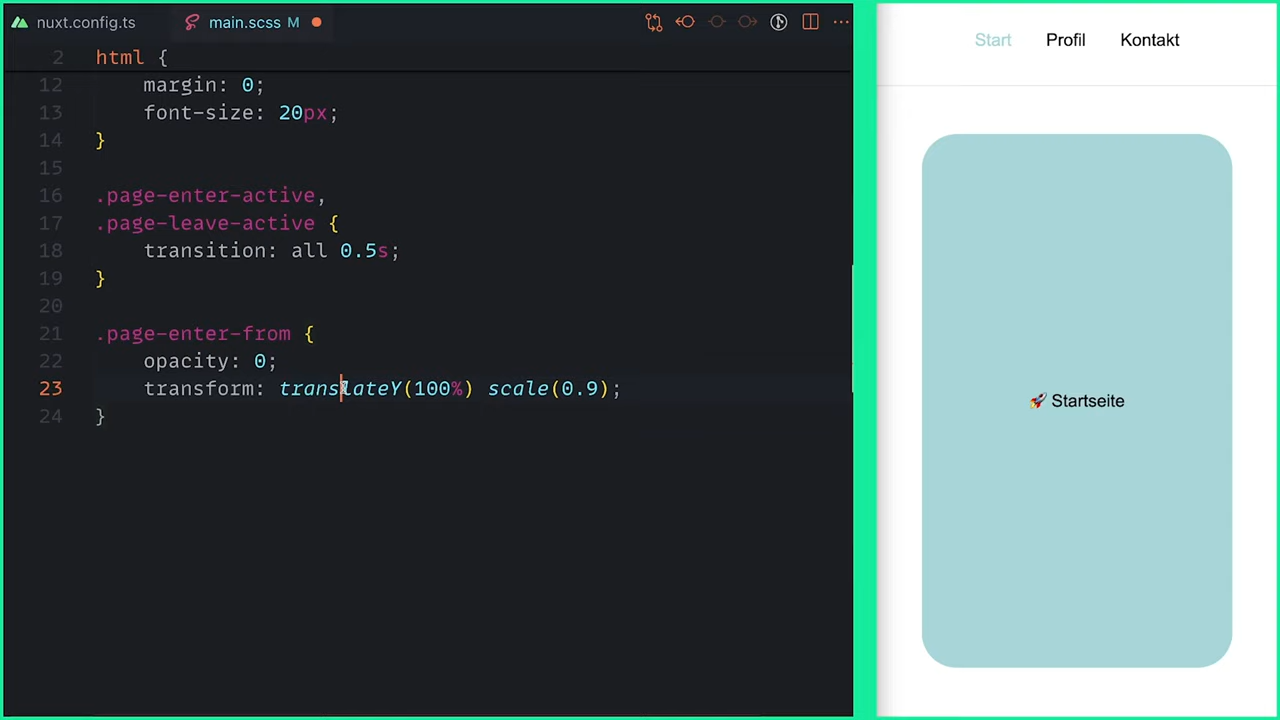 nuxt.config.ts main.scss M
2 html {
12 margin: 0;
13 font-size: 20px;
14 }
15
16 .page-enter-active,
17 .page-leave-active {
18 transition: all 0.5s;
19 }
20
21 .page-enter-from {
22 opacity: 0;
23 transform: translateY(100%) scale(0.9);
24 }
Start Profil Kontakt
🚀 Startseite